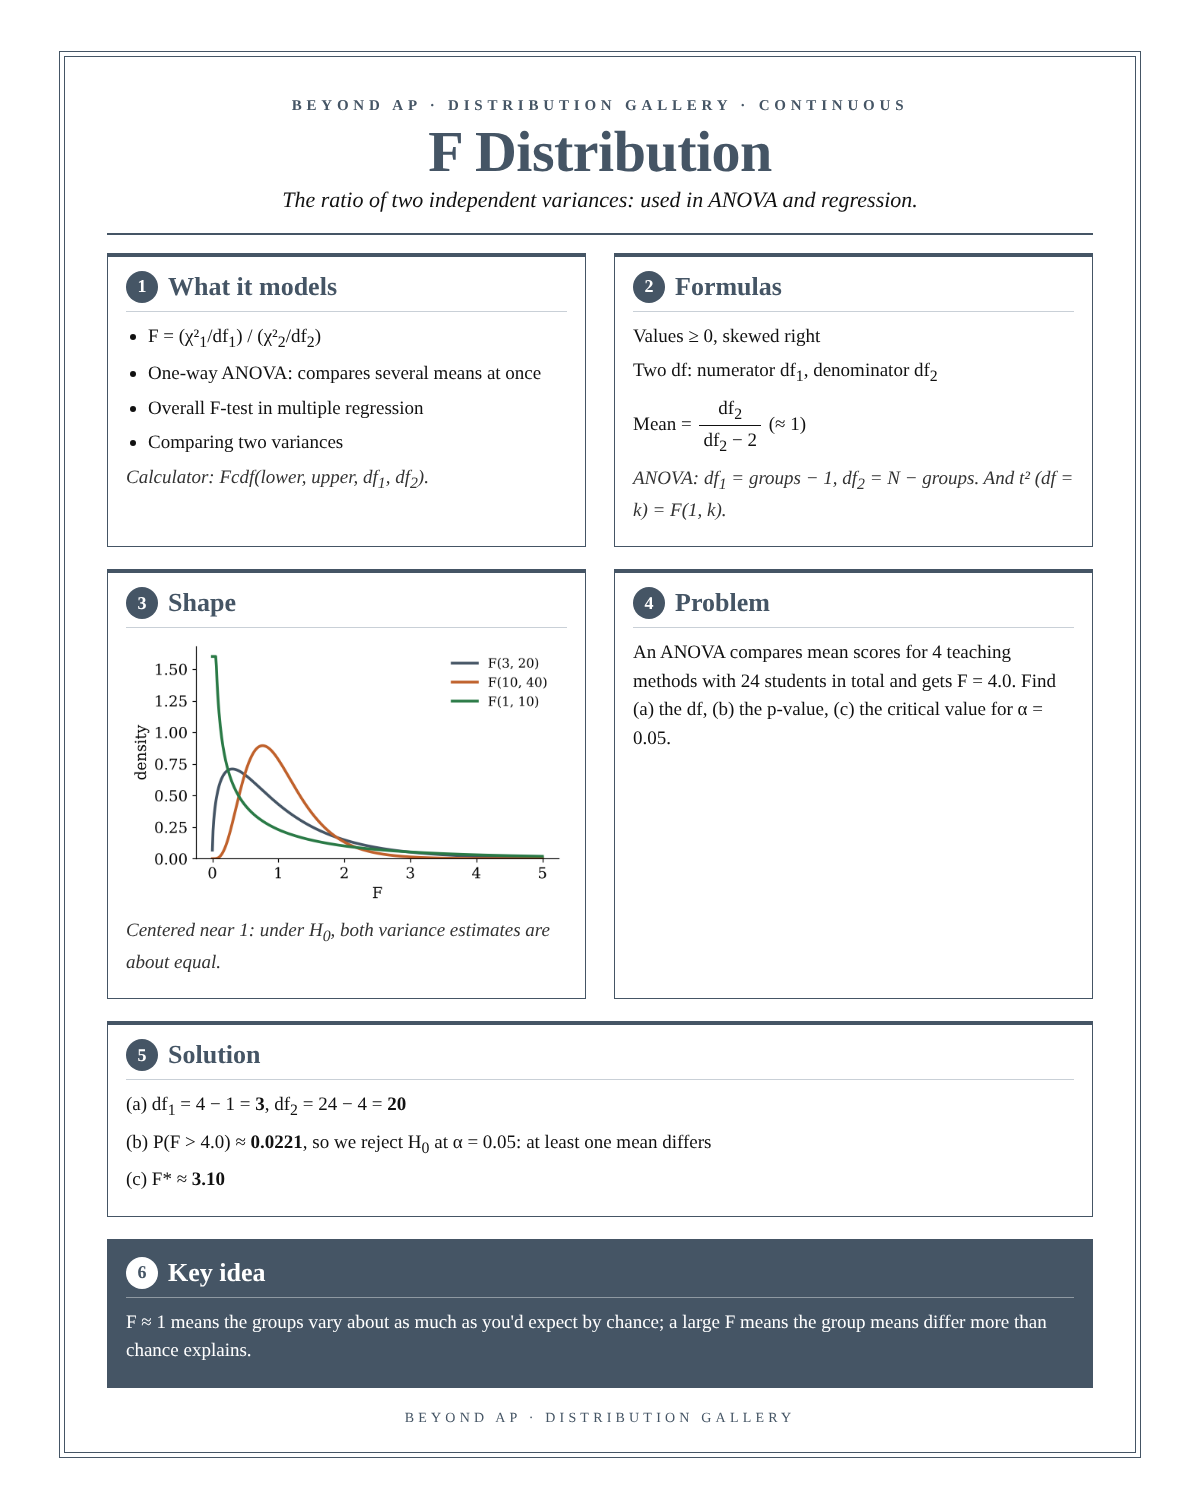 BEYOND AP · DISTRIBUTION GALLERY · CONTINUOUS
F Distribution
The ratio of two independent variances: used in ANOVA and regression.
1 What it models
• F = (χ²₁/df₁) / (χ²₂/df₂)
• One-way ANOVA: compares several means at once
• Overall F-test in multiple regression
• Comparing two variances
Calculator: Fcdf(lower, upper, df₁, df₂).
2 Formulas
Values ≥ 0, skewed right
Two df: numerator df₁, denominator df₂
Mean = df₂ / df₂ − 2 (≈ 1)
ANOVA: df₁ = groups − 1, df₂ = N − groups. And t² (df =
k) = F(1, k).
3 Shape
F(3, 20)
F(10, 40)
F(1, 10)
density
1.50
1.25
1.00
0.75
0.50
0.25
0.00
0 1 2 3 4 5
F
Centered near 1: under H₀, both variance estimates are
about equal.
4 Problem
An ANOVA compares mean scores for 4 teaching
methods with 24 students in total and gets F = 4.0. Find
(a) the df, (b) the p-value, (c) the critical value for α =
0.05.
5 Solution
(a) df₁ = 4 − 1 = 3, df₂ = 24 − 4 = 20
(b) P(F > 4.0) ≈ 0.0221, so we reject H₀ at α = 0.05: at least one mean differs
(c) F* ≈ 3.10
6 Key idea
F ≈ 1 means the groups vary about as much as you'd expect by chance; a large F means the group means differ more than
chance explains.
BEYOND AP · DISTRIBUTION GALLERY